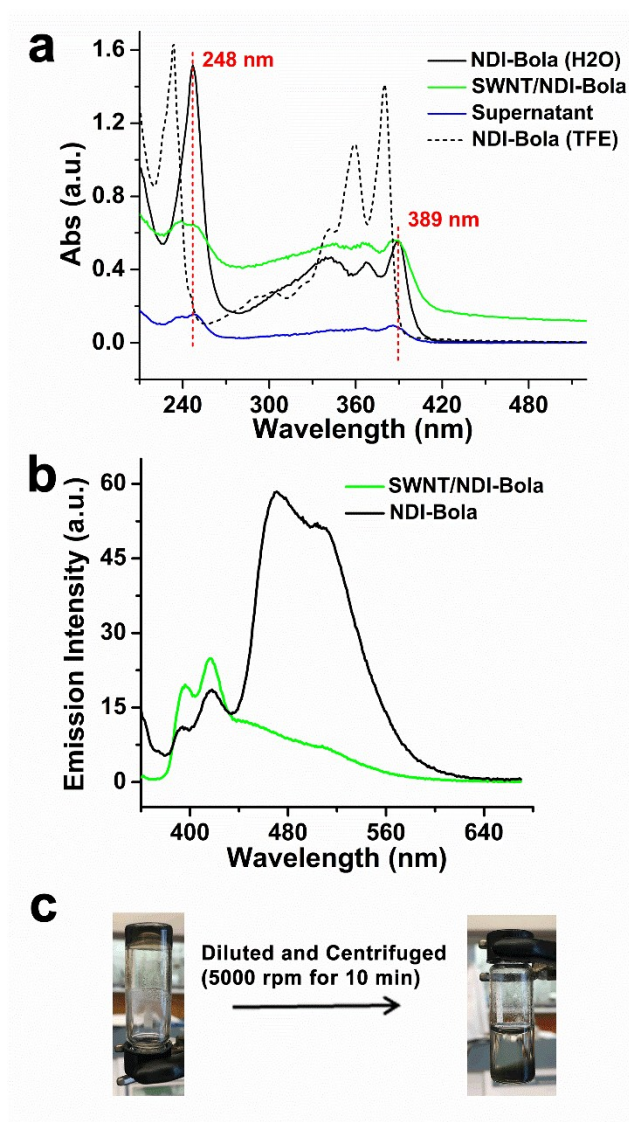 a
1.6
1.2
0.8
0.4
0.0
Abs (a.u.)
248 nm
389 nm
NDI-Bola (H2O)
SWNT/NDI-Bola
Supernatant
NDI-Bola (TFE)
240
300
360
420
480
Wavelength (nm)
b
60
45
30
15
0
Emission Intensity (a.u.)
SWNT/NDI-Bola
NDI-Bola
400
480
560
640
Wavelength (nm)
c
Diluted and Centrifuged
(5000 rpm for 10 min)